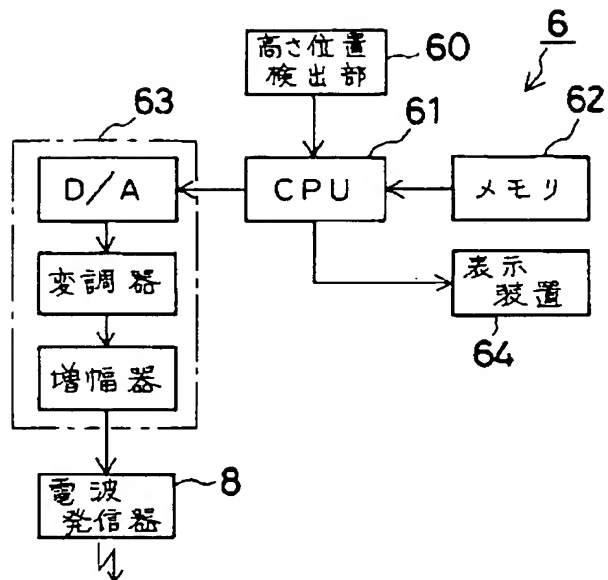 6
高さ位置
検出部
60
63
61
62
D/A
CPU
メモリ
変調器
表示
装置
64
増幅器
電波
発信器
8